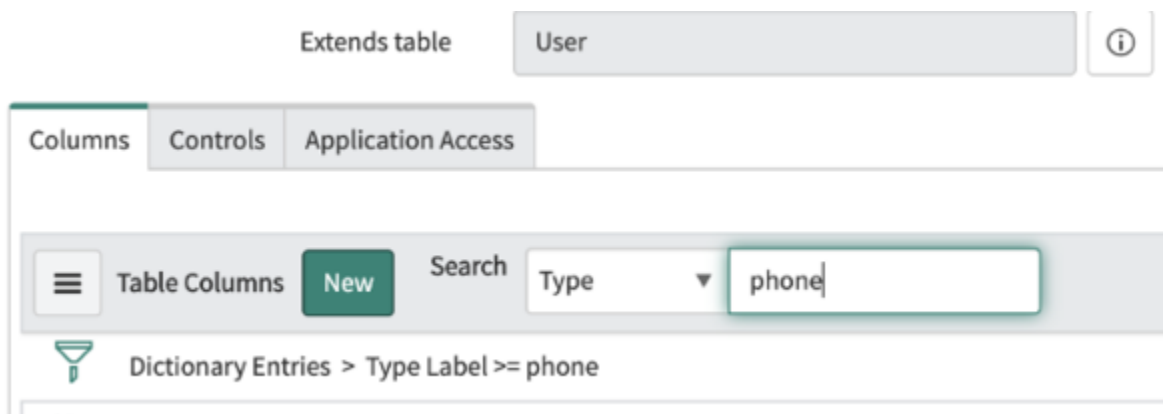 Extends table User
Columns Controls Application Access
Table Columns New Search Type phone
Dictionary Entries > Type Label >= phone